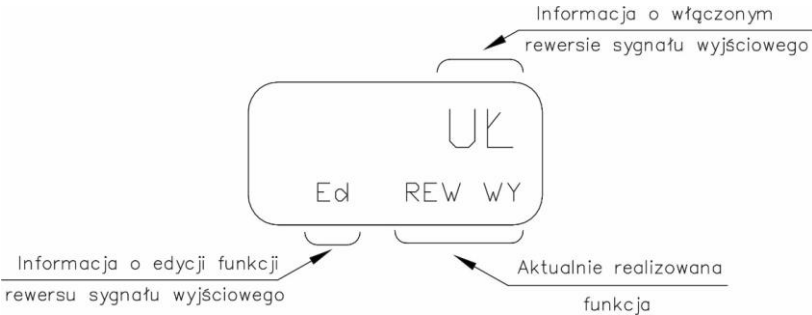 Informacja o włączonym
rewersie sygnału wyjściowego
UŁ
Ed REW WY
Informacja o edycji funkcji
rewersu sygnału wyjściowego
Aktualnie realizowana
funkcja